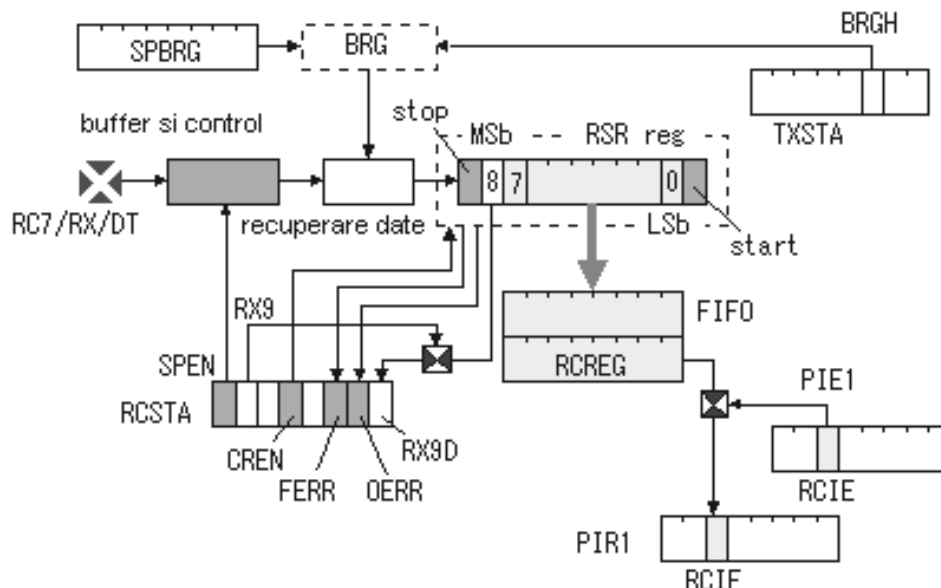 BRGH
SPBRG
BRG
TXSTA
buffer si control
stop
MSb
RSR reg
8 7 0
RC7/RX/DT
recuperare date
LSb
start
RX9
FIFO
SPEN
RCREG
PIE1
RCSTA
RX9D
CREN
FERR
OERR
RCIE
PIR1
RCIF